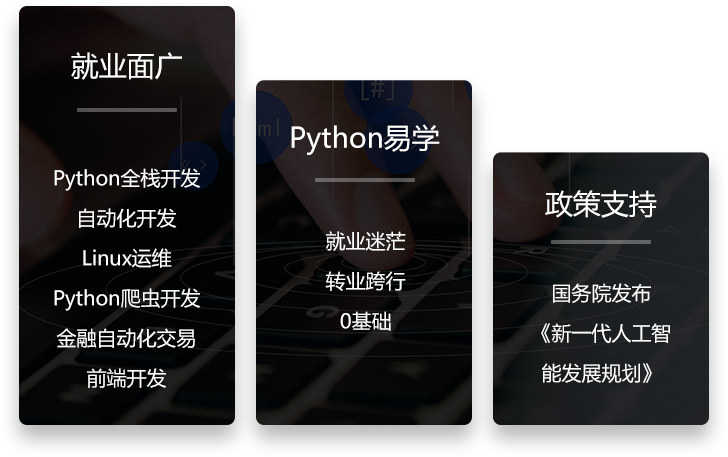 就业面广
Python全栈开发
自动化开发
Linux运维
Python爬虫开发
金融自动化交易
前端开发
[#]
Python易学
就业迷茫
转业跨行
0基础
政策支持
国务院发布
《新一代人工智
能发展规划》